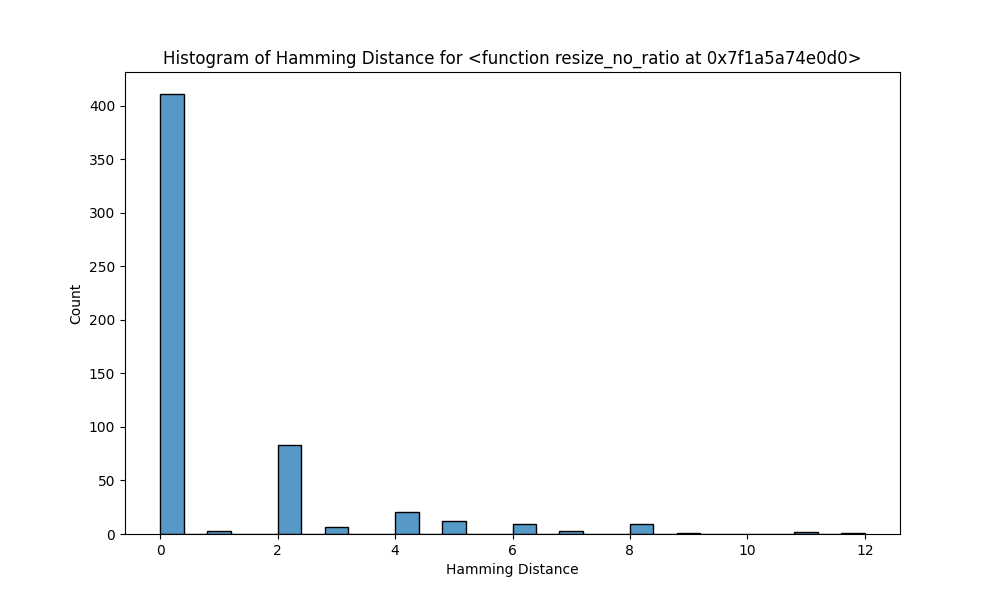 Histogram of Hamming Distance for <function resize_no_ratio at 0x7f1a5a74e0d0>
400
350
300
250
200
150
100
50
0
Count
0 2 4 6 8 10 12
Hamming Distance